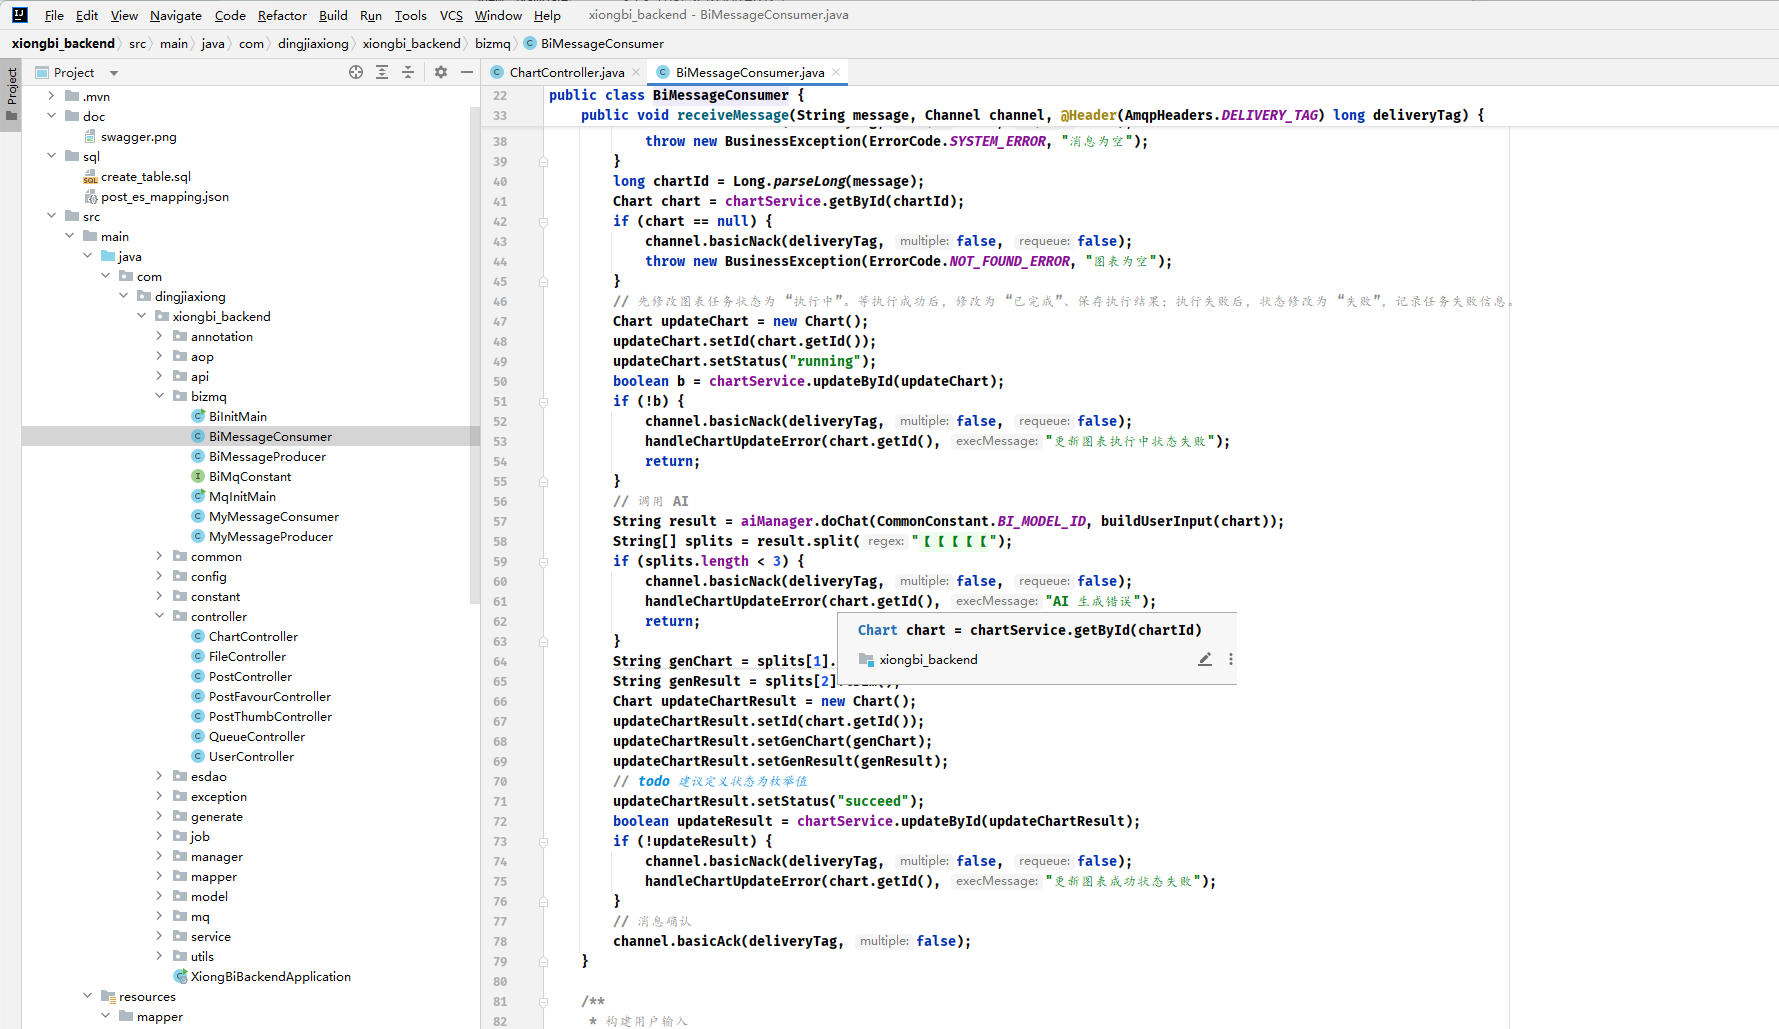 File Edit View Navigate Code Refactor Build Run Tools VCS Window Help xiongbi_backend - BiMessageConsumer.java
xiongbi_backend src main java com dingjiaxiong xiongbi_backend bizmq BiMessageConsumer
Project
Project
.mvn
doc
swagger.png
sql
create_table.sql
post_es_mapping.json
src
main
java
com
dingjiaxiong
xiongbi_backend
annotation
aop
api
bizmq
BiInitMain
BiMessageConsumer
BiMessageProducer
BiMqConstant
MqInitMain
MyMessageConsumer
MyMessageProducer
common
config
constant
controller
ChartController
FileController
PostController
PostFavourController
PostThumbController
QueueController
UserController
esdao
exception
generate
job
manager
mapper
model
mq
service
utils
XiongBiBackendApplication
resources
mapper
ChartController.java BiMessageConsumer.java
22 public class BiMessageConsumer {
33 public void receiveMessage(String message, Channel channel, @Header(AmqpHeaders.DELIVERY_TAG) long deliveryTag) {
38 throw new BusinessException(ErrorCode.SYSTEM_ERROR, "消息为空");
39 }
40 long chartId = Long.parseLong(message);
41 Chart chart = chartService.getById(chartId);
42 if (chart == null) {
43 channel.basicNack(deliveryTag, multiple: false, requeue: false);
44 throw new BusinessException(ErrorCode.NOT_FOUND_ERROR, "图表为空");
45 }
46 // 先修改图表任务状态为 “执行中”。等执行成功后，修改为 “已完成”、保存执行结果；执行失败后，状态修改为 “失败”，记录任务失败信息。
47 Chart updateChart = new Chart();
48 updateChart.setId(chart.getId());
49 updateChart.setStatus("running");
50 boolean b = chartService.updateById(updateChart);
51 if (!b) {
52 channel.basicNack(deliveryTag, multiple: false, requeue: false);
53 handleChartUpdateError(chart.getId(), execMessage: "更新图表执行中状态失败");
54 return;
55 }
56 // 调用 AI
57 String result = aiManager.doChat(CommonConstant.BI_MODEL_ID, buildUserInput(chart));
58 String[] splits = result.split( regex: "【【【【【");
59 if (splits.length < 3) {
60 channel.basicNack(deliveryTag, multiple: false, requeue: false);
61 handleChartUpdateError(chart.getId(), execMessage: "AI 生成错误");
62 return;
63 }
64 String genChart = splits[1].
65 String genResult = splits[2]
66 Chart updateChartResult = new Chart();
67 updateChartResult.setId(chart.getId());
68 updateChartResult.setGenChart(genChart);
69 updateChartResult.setGenResult(genResult);
70 // todo 建议定义状态为枚举值
71 updateChartResult.setStatus("succeed");
72 boolean updateResult = chartService.updateById(updateChartResult);
73 if (!updateResult) {
74 channel.basicNack(deliveryTag, multiple: false, requeue: false);
75 handleChartUpdateError(chart.getId(), execMessage: "更新图表成功状态失败");
76 }
77 // 消息确认
78 channel.basicAck(deliveryTag, multiple: false);
79 }
80
81 /**
82 * 构建用户输入
Chart chart = chartService.getById(chartId)
xiongbi_backend